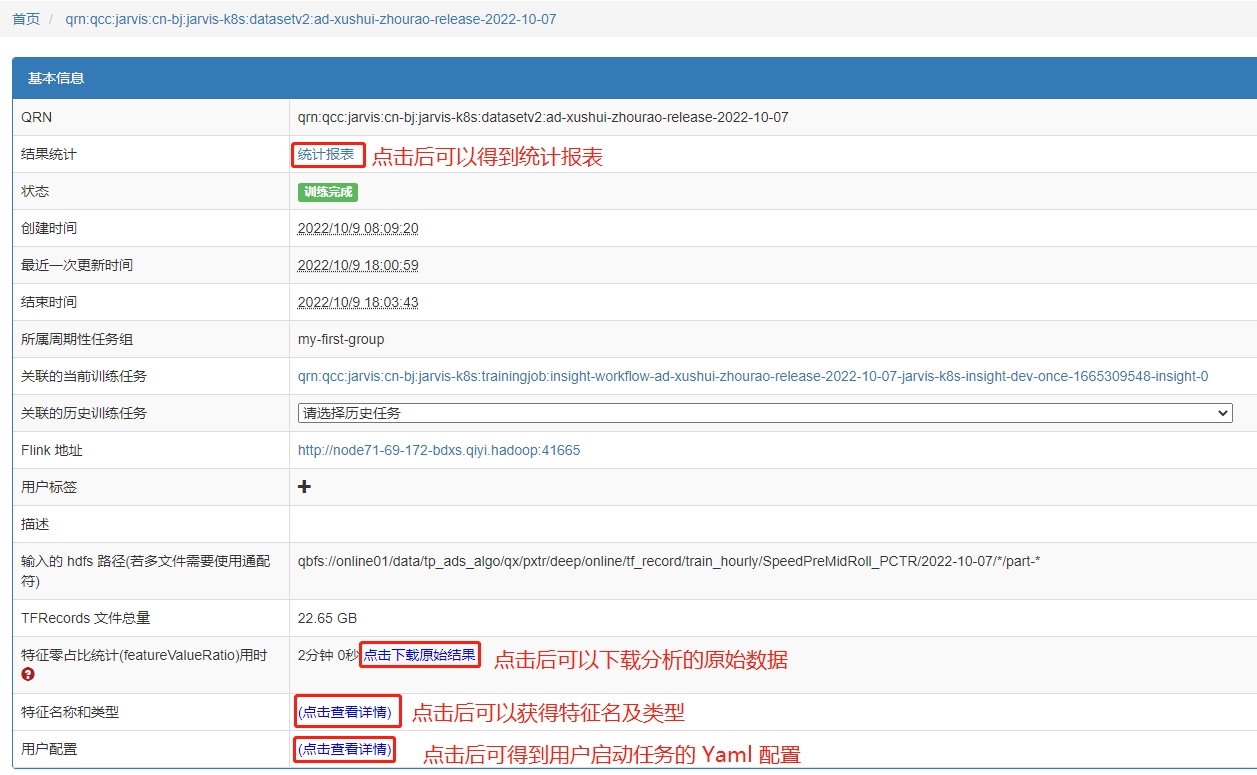 首页 / qrn:qcc:jarvis:cn-bj:jarvis-k8s:datasetv2:ad-xushui-zhourao-release-2022-10-07
基本信息
QRN qrn:qcc:jarvis:cn-bj:jarvis-k8s:datasetv2:ad-xushui-zhourao-release-2022-10-07
结果统计 统计报表 点击后可以得到统计报表
状态 训练完成
创建时间 2022/10/9 08:09:20
最近一次更新时间 2022/10/9 18:00:59
结束时间 2022/10/9 18:03:43
所属周期性任务组 my-first-group
关联的当前训练任务 qrn:qcc:jarvis:cn-bj:jarvis-k8s:trainingjob:insight-workflow-ad-xushui-zhourao-release-2022-10-07-jarvis-k8s-insight-dev-once-1665309548-insight-0
关联的历史训练任务 请选择历史任务
Flink 地址 http://node71-69-172-bdxs.qiyi.hadoop:41665
用户标签
描述
输入的 hdfs 路径(若多文件需要使用通配 qbfs://online01/data/tp_ads_algo/qx/pxtr/deep/online/tf_record/train_hourly/SpeedPreMidRoll_PCTR/2022-10-07/*/part-*
符)
TFRecords 文件总量 22.65 GB
特征零占比统计(featureValueRatio)用时 2分钟 0秒 点击下载原始结果 点击后可以下载分析的原始数据
特征名称和类型 (点击查看详情) 点击后可以获得特征名及类型
用户配置 (点击查看详情) 点击后可得到用户启动任务的 Yaml 配置